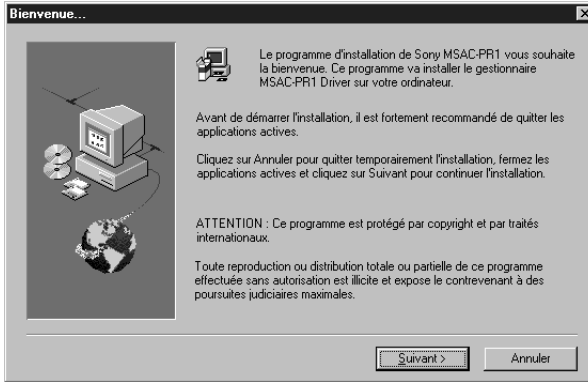 Bienvenue...
Le programme d'installation de Sony MSAC-PR1 vous souhaite
la bienvenue. Ce programme va installer le gestionnaire
MSAC-PR1 Driver sur votre ordinateur.
Avant de démarrer l'installation, il est fortement recommandé de quitter les
applications actives.
Cliquez sur Annuler pour quitter temporairement l'installation, fermez les
applications actives et cliquez sur Suivant pour continuer l'installation.
ATTENTION : Ce programme est protégé par copyright et par traités
internationaux.
Toute reproduction ou distribution totale ou partielle de ce programme
effectuée sans autorisation est illicite et expose le contrevenant à des
poursuites judiciaires maximales.
Suivant >
Annuler